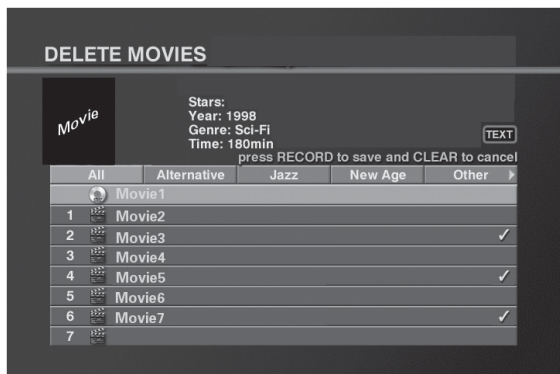 DELETE MOVIES
Movie
Stars:
Year: 1998
Genre: Sci-Fi
Time: 180min
TEXT
press RECORD to save and CLEAR to cancel
All Alternative Jazz New Age Other
Movie1
1 Movie2
2 Movie3 ✓
3 Movie4
4 Movie5 ✓
5 Movie6
6 Movie7 ✓
7